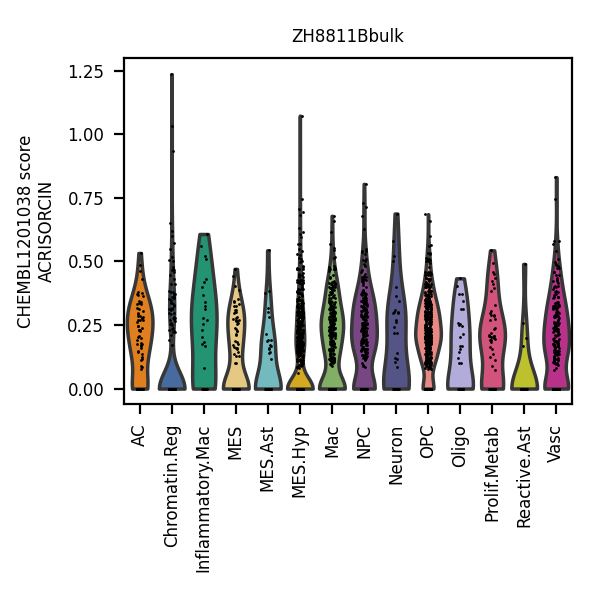 ZH8811Bbulk
CHEMBL1201038 score
ACRISORCIN
1.25
1.00
0.75
0.50
0.25
0.00
AC
Chromatin.Reg
Inflammatory.Mac
MES
MES.Ast
MES.Hyp
Mac
NPC
Neuron
OPC
Oligo
Prolif.Metab
Reactive.Ast
Vasc